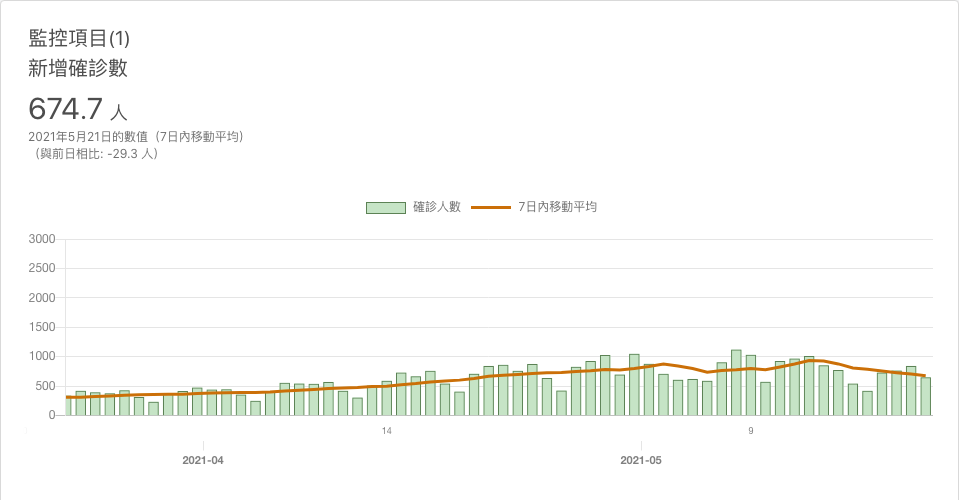 監控項目(1)
新增確診數
674.7 人
2021年5月21日的數值（7日內移動平均）
（與前日相比: -29.3 人）
確診人數 7日內移動平均
3000
2500
2000
1500
1000
500
0
14 9
2021-04 2021-05